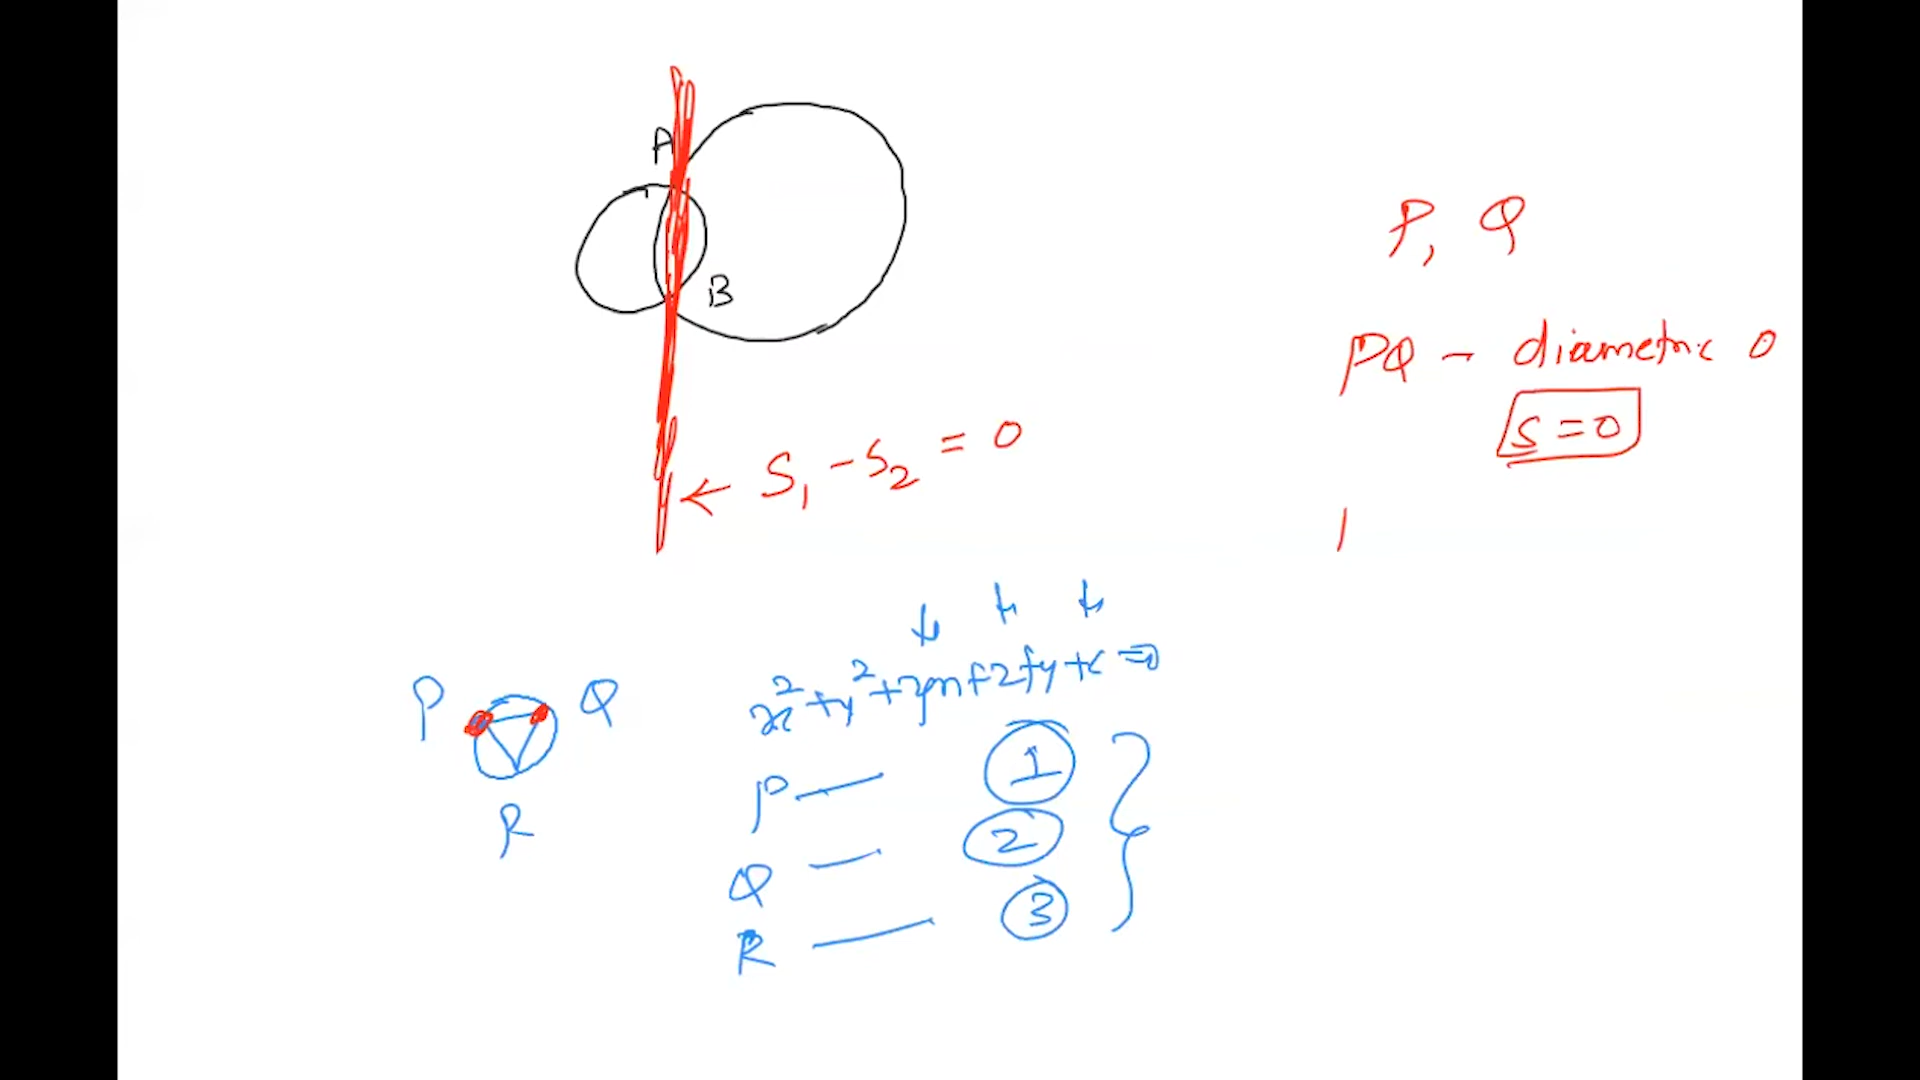 A
B
S₁ - S₂ = 0
P, Q
PQ - diametric 0
S = 0
P Q
R
x² + y² + 2gx + 2fy + c = 0
P — 1
Q — 2
R — 3